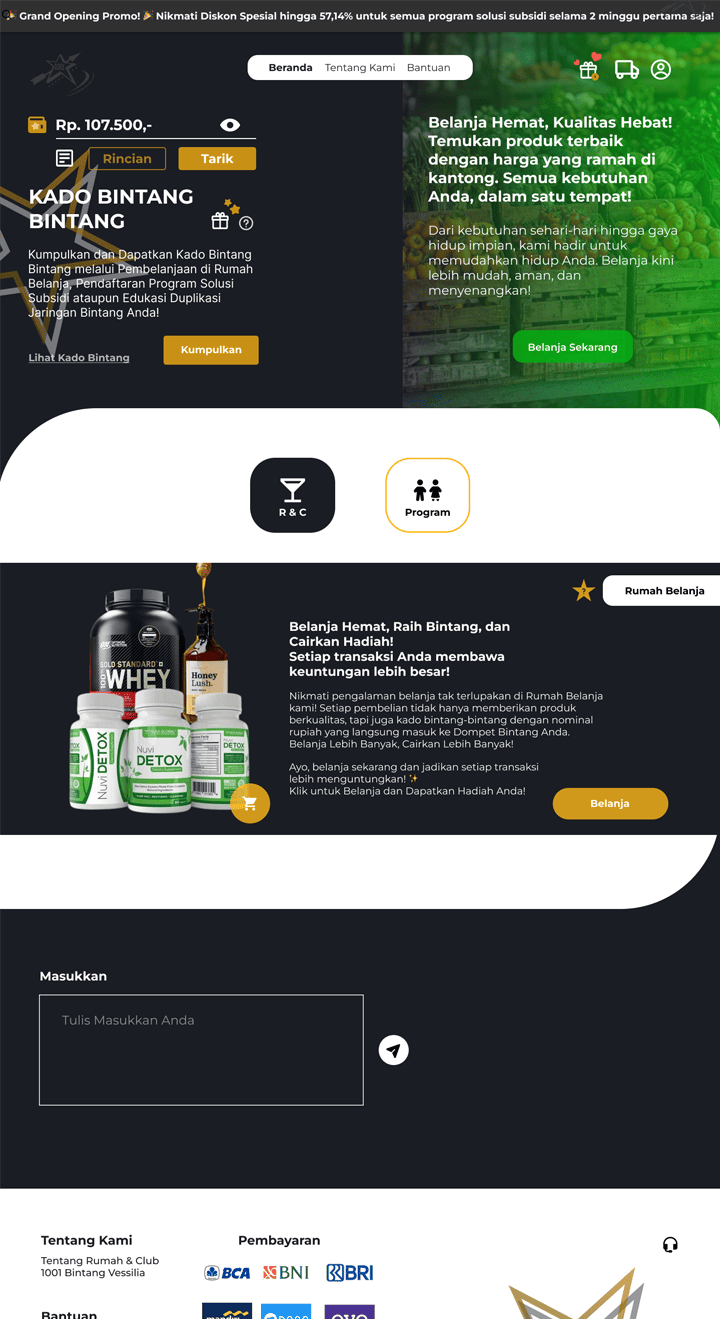 🎉 Grand Opening Promo! 🎉 Nikmati Diskon Spesial hingga 57,14% untuk semua program solusi subsidi selama 2 minggu pertama saja!
Beranda Tentang Kami Bantuan
Rp. 107.500,-
Rincian Tarik
KADO BINTANG
BINTANG
Kumpulkan dan Dapatkan Kado Bintang
Bintang melalui Pembelanjaan di Rumah
Belanja, Pendaftaran Program Solusi
Subsidi ataupun Edukasi Duplikasi
Jaringan Bintang Anda!
Lihat Kado Bintang
Kumpulkan
Belanja Hemat, Kualitas Hebat!
Temukan produk terbaik
dengan harga yang ramah di
kantong. Semua kebutuhan
Anda, dalam satu tempat!
Dari kebutuhan sehari-hari hingga gaya
hidup impian, kami hadir untuk
memudahkan hidup Anda. Belanja kini
lebih mudah, aman, dan
menyenangkan!
Belanja Sekarang
R & C
Program
Rumah Belanja
GOLD STANDARD
100% WHEY
Honey
Lush.
Nuvi
DETOX
Nuvi
DETOX
DETOX
Belanja Hemat, Raih Bintang, dan
Cairkan Hadiah!
Setiap transaksi Anda membawa
keuntungan lebih besar!
Nikmati pengalaman belanja tak terlupakan di Rumah Belanja
kami! Setiap pembelian tidak hanya memberikan produk
berkualitas, tapi juga kado bintang-bintang dengan nominal
rupiah yang langsung masuk ke Dompet Bintang Anda.
Belanja Lebih Banyak, Cairkan Lebih Banyak!
Ayo, belanja sekarang dan jadikan setiap transaksi
lebih menguntungkan! ✨
Klik untuk Belanja dan Dapatkan Hadiah Anda!
Belanja
Masukkan
Tulis Masukkan Anda
Tentang Kami
Tentang Rumah & Club
1001 Bintang Vessilia
Pembayaran
BCA BNI BRI
Bantuan